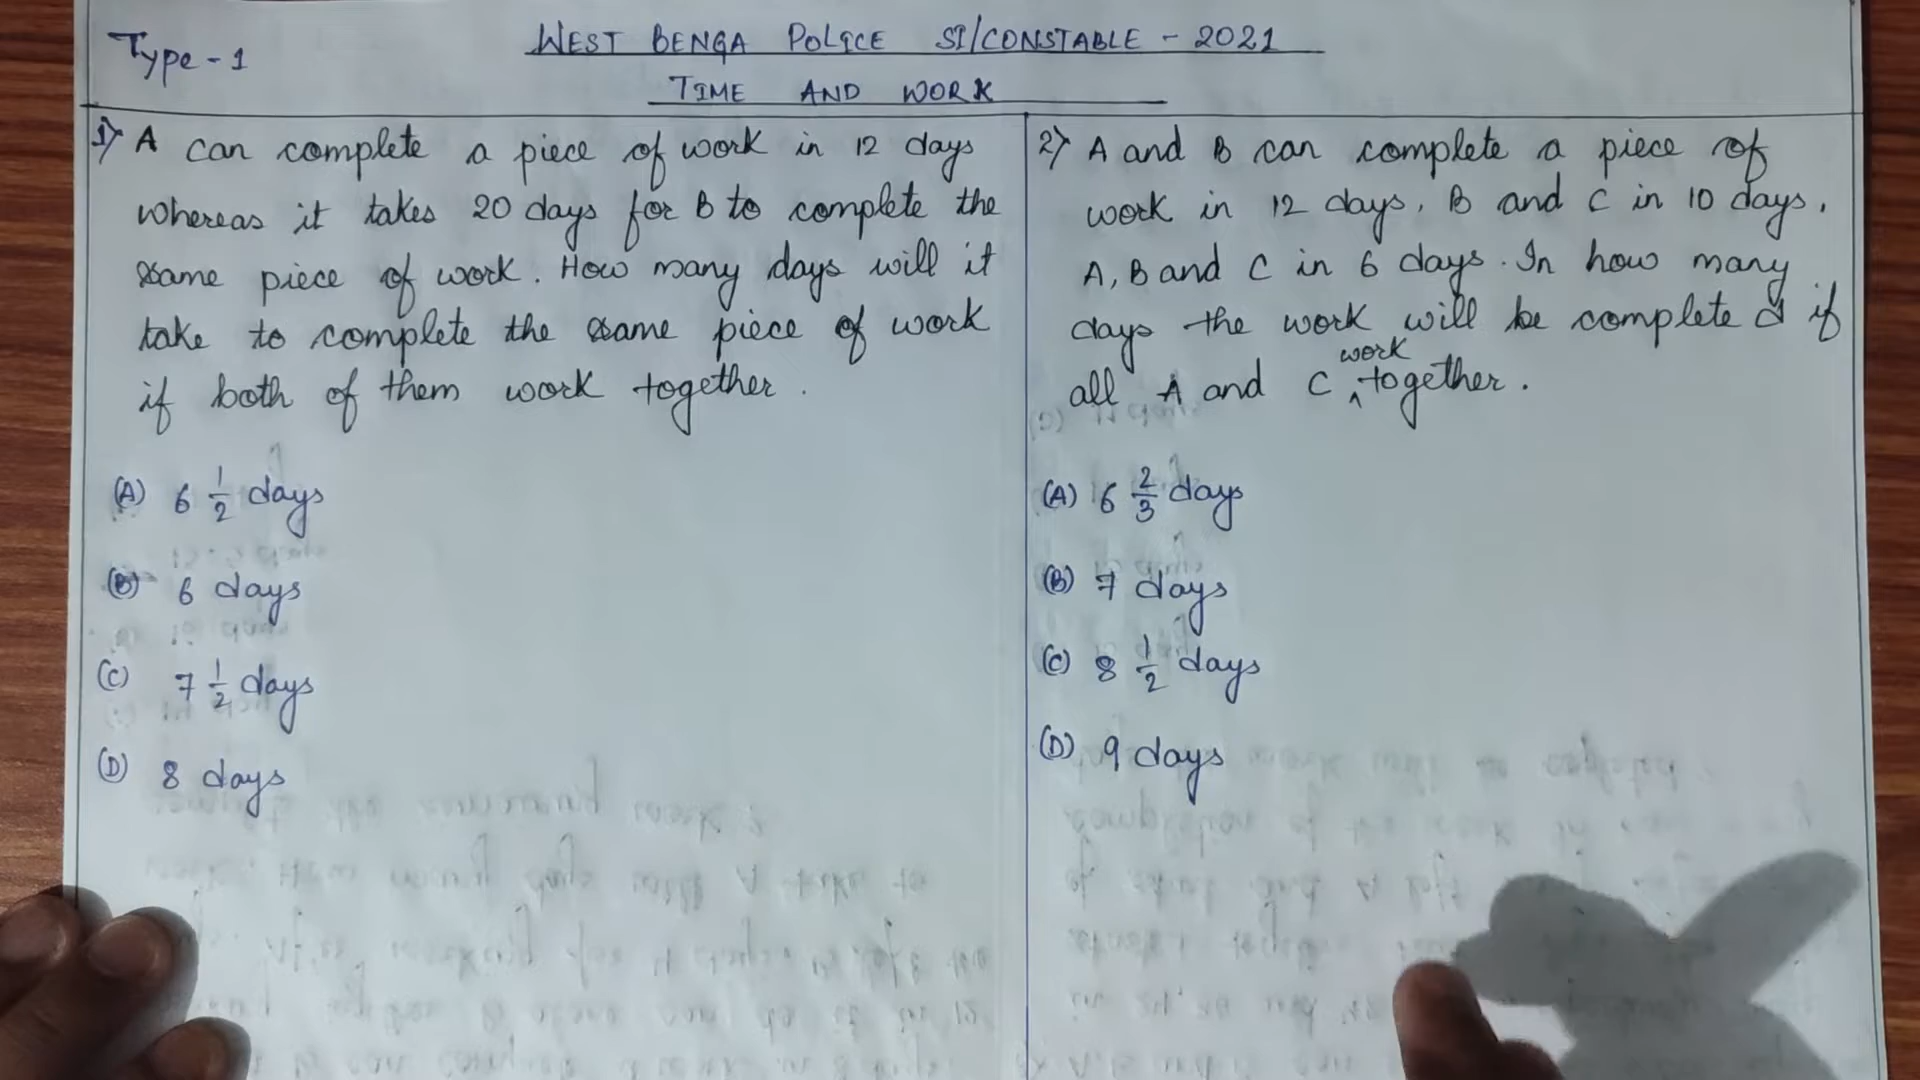 Type-1
WEST BENGA POLICE SI/CONSTABLE - 2021
TIME AND WORK
1) A can complete a piece of work in 12 days
whereas it takes 20 days for B to complete the
same piece of work. How many days will it
take to complete the same piece of work
if both of them work together.
(A) 6 1/2 days
(B) 6 days
(C) 7 1/2 days
(D) 8 days
2) A and B can complete a piece of
work in 12 days, B and C in 10 days,
A, B and C in 6 days. In how many
days the work will be completed if
all A and C work together.
(A) 6 2/3 days
(B) 7 days
(C) 8 1/2 days
(D) 9 days